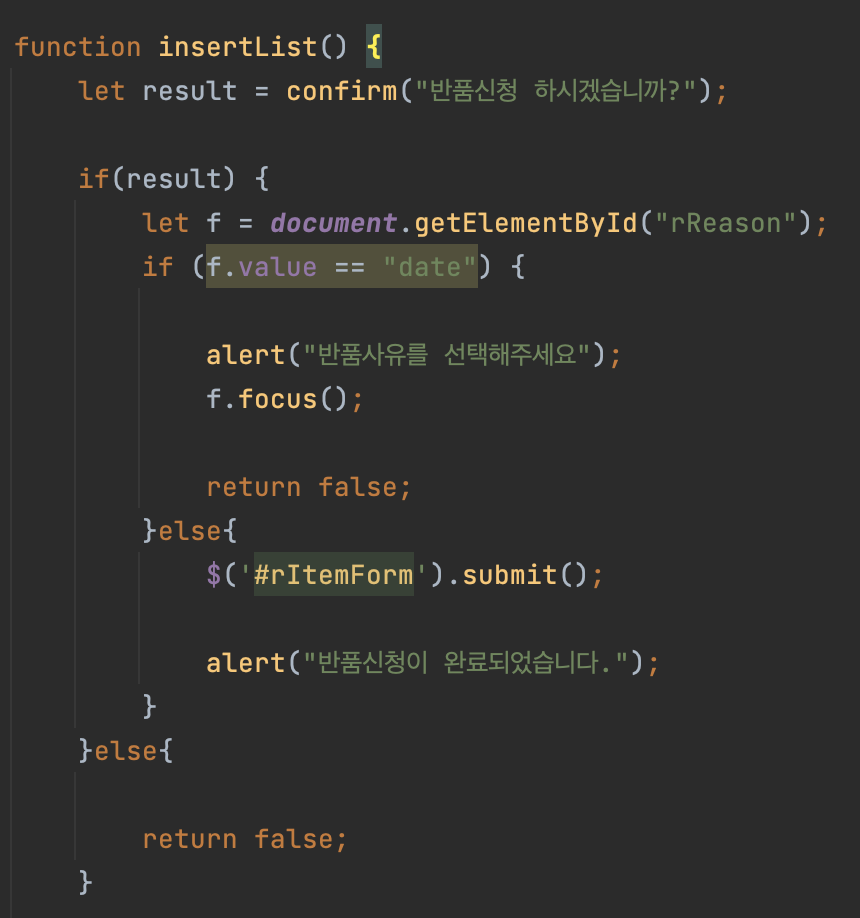 function insertList() {
let result = confirm("반품신청 하시겠습니까?");
if(result) {
let f = document.getElementById("rReason");
if (f.value == "date") {
alert("반품사유를 선택해주세요");
f.focus();
return false;
}else{
$('#rItemForm').submit();
alert("반품신청이 완료되었습니다.");
}
}else{
return false;
}